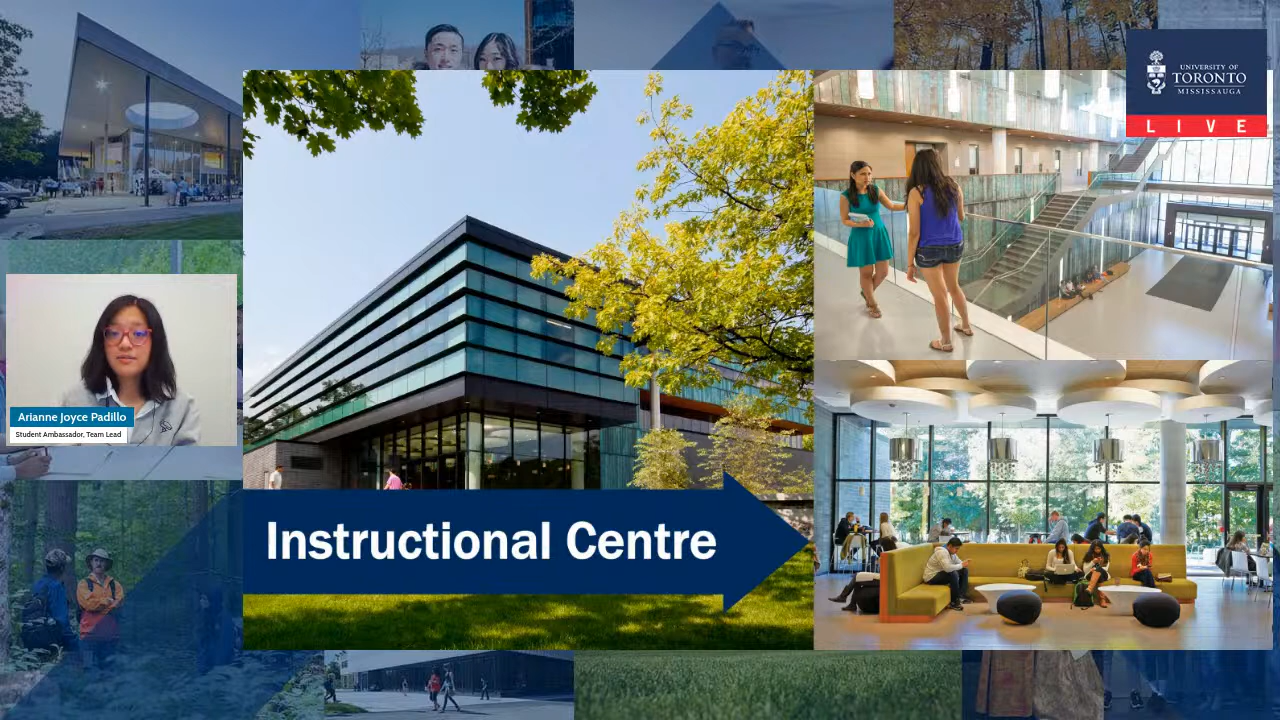 UNIVERSITY OF
TORONTO
MISSISSAUGA
LIVE
Arianne Joyce Padillo
Student Ambassador, Team Lead
Instructional Centre